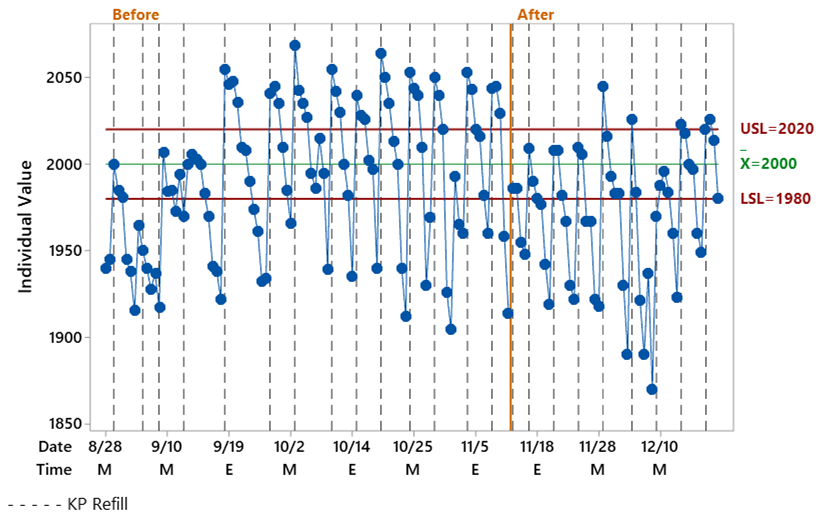 Before After
2050
USL=2020
2000
X̄=2000
LSL=1980
Individual Value
1950
1900
1850
Date 8/28 9/10 9/19 10/2 10/14 10/25 11/5 11/18 11/28 12/10
Time M M E M E M E E M M
- - - - - KP Refill